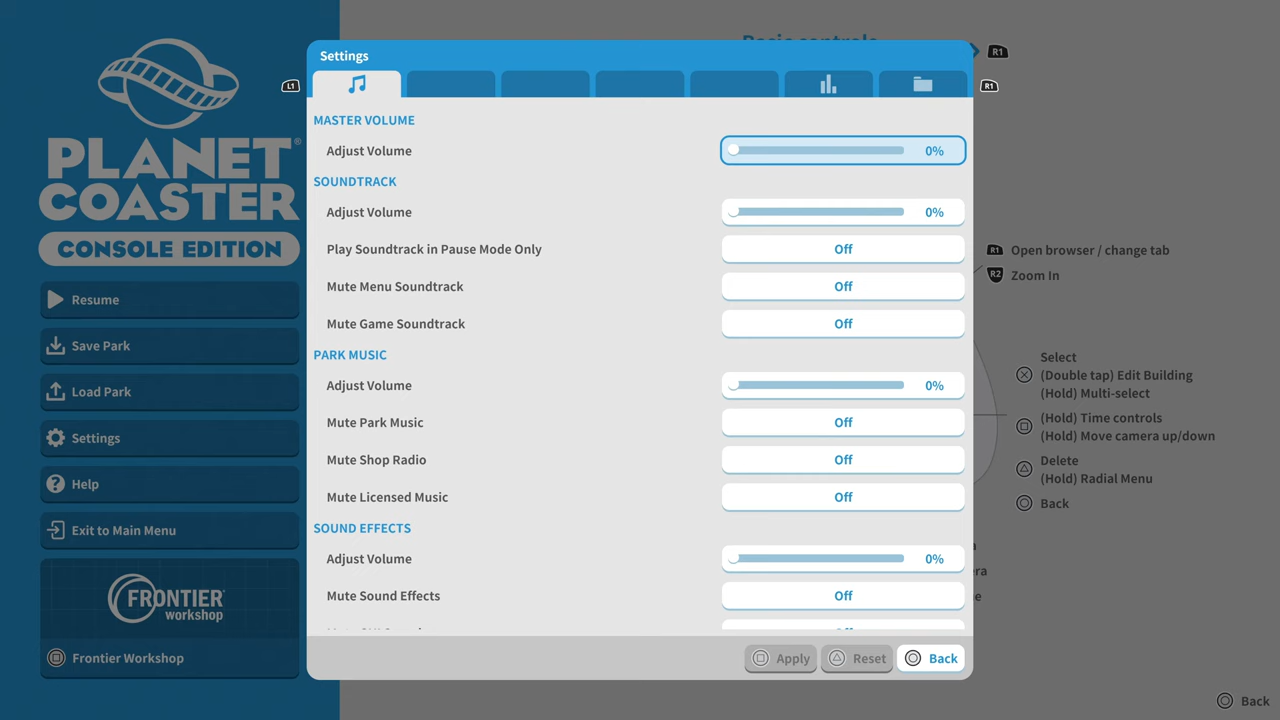 PLANET
COASTER®
CONSOLE EDITION
Resume
Save Park
Load Park
Settings
Help
Exit to Main Menu
FRONTIER
workshop
Frontier Workshop
Settings
L1
R1
MASTER VOLUME
Adjust Volume 0%
SOUNDTRACK
Adjust Volume 0%
Play Soundtrack in Pause Mode Only Off
Mute Menu Soundtrack Off
Mute Game Soundtrack Off
PARK MUSIC
Adjust Volume 0%
Mute Park Music Off
Mute Shop Radio Off
Mute Licensed Music Off
SOUND EFFECTS
Adjust Volume 0%
Mute Sound Effects Off
Apply
Reset
Back
Basic controls
R1
R1 Open browser / change tab
R2 Zoom In
Select
(Double tap) Edit Building
(Hold) Multi-select
(Hold) Time controls
(Hold) Move camera up/down
Delete
(Hold) Radial Menu
Back
Back